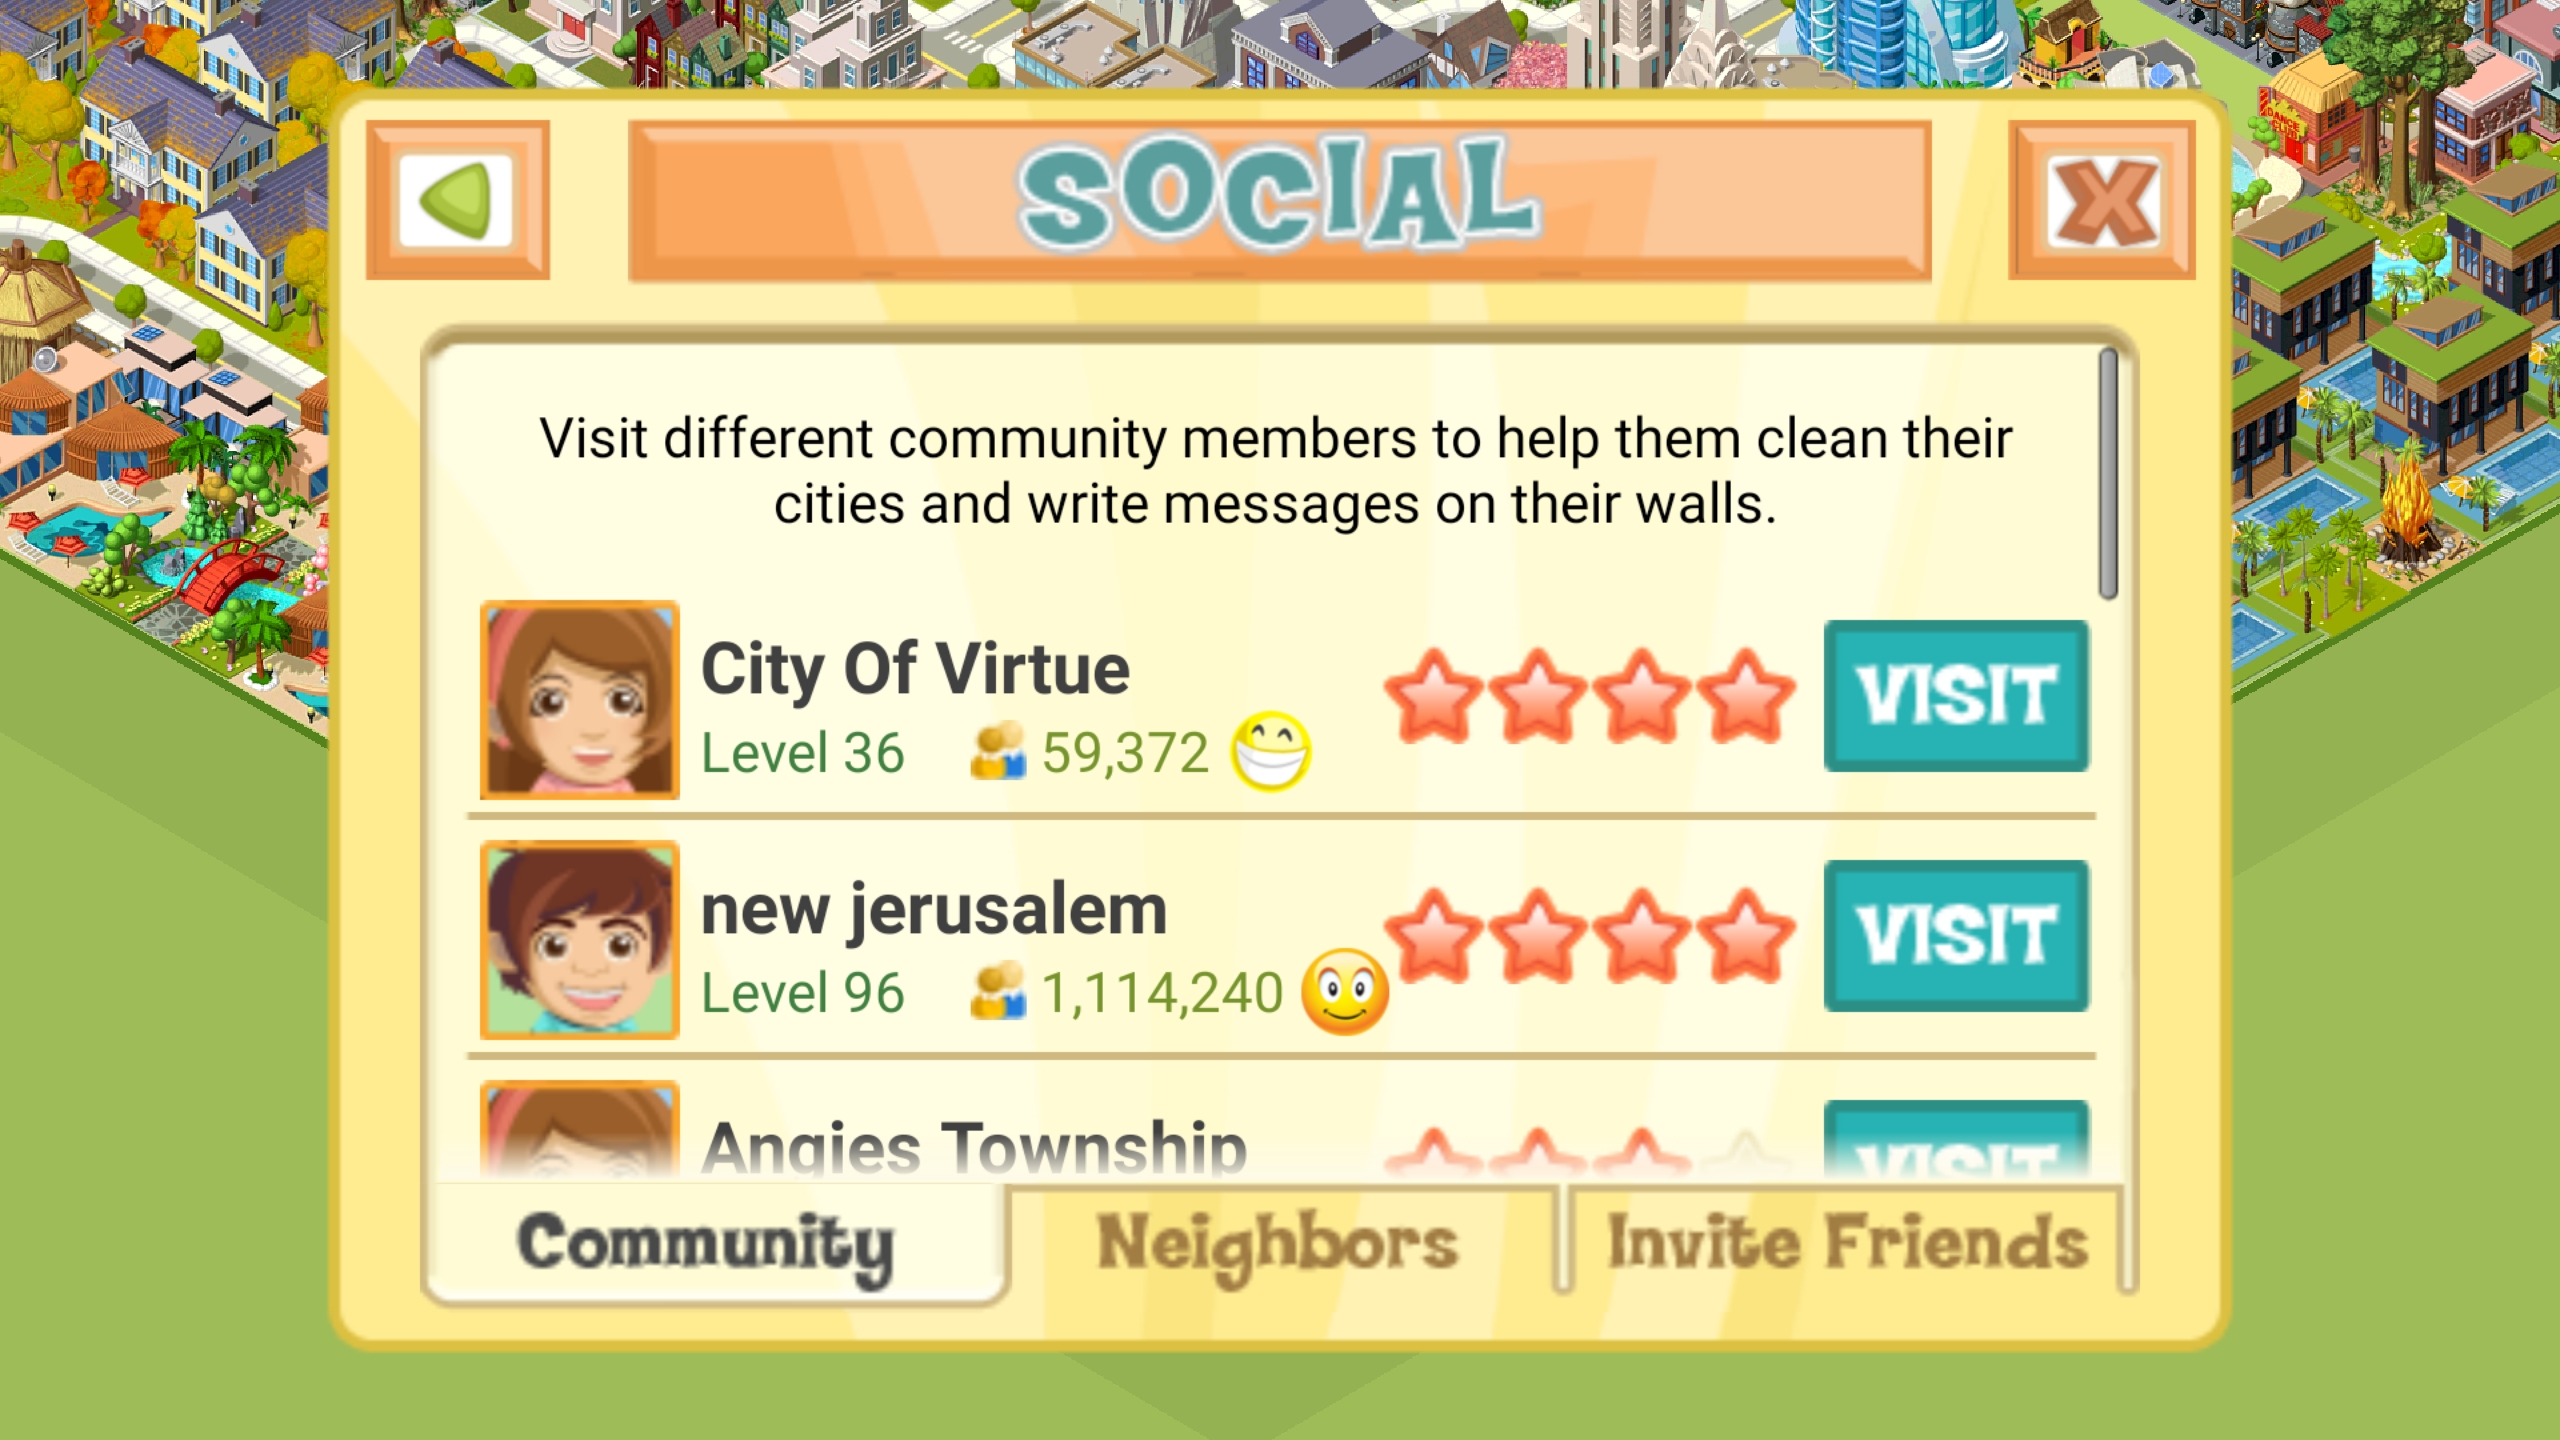 DANCE
SOCIAL
X
Visit different community members to help them clean their
cities and write messages on their walls.
City Of Virtue
Level 36 59,372
VISIT
new jerusalem
Level 96 1,114,240
VISIT
Angies Township
VISIT
Community Neighbors Invite Friends